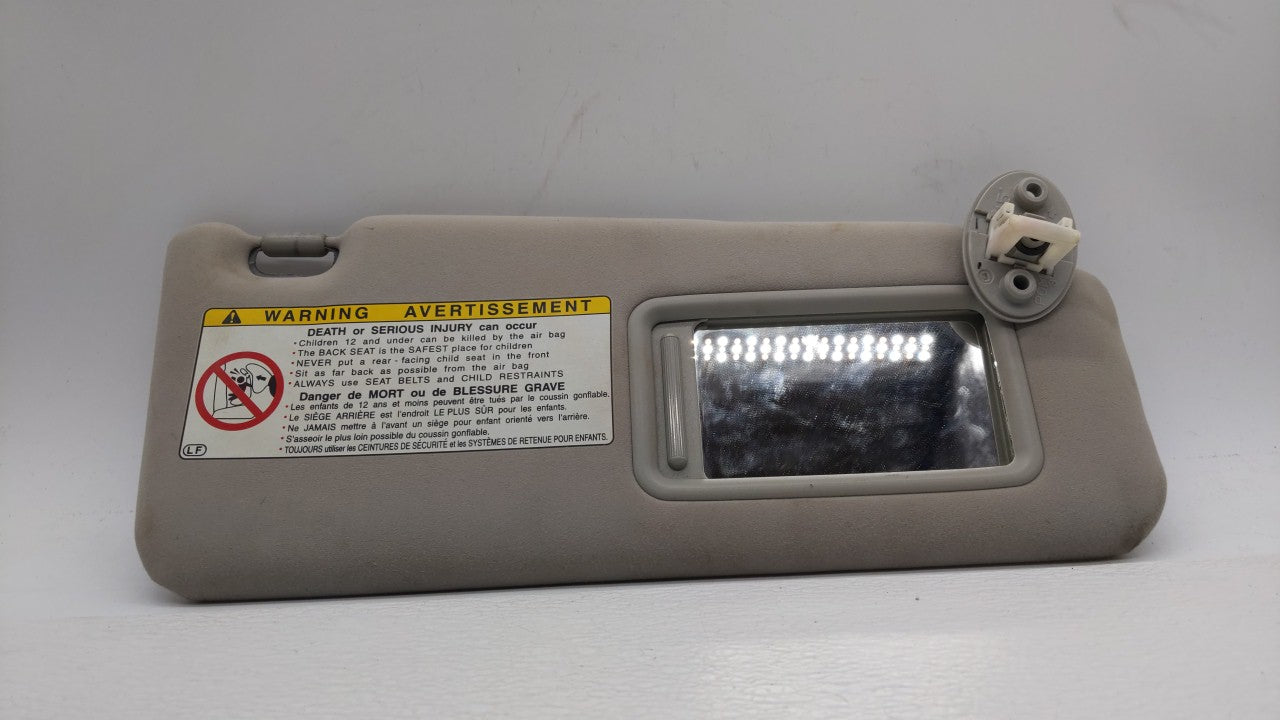 WARNING AVERTISSEMENT
DEATH or SERIOUS INJURY can occur
• Children 12 and under can be killed by the air bag
• The BACK SEAT is the SAFEST place for children
• NEVER put a rear-facing child seat in the front
• Sit as far back as possible from the air bag
• ALWAYS use SEAT BELTS and CHILD RESTRAINTS
Danger de MORT ou de BLESSURE GRAVE
• Les enfants de 12 ans et moins peuvent être tués par le coussin gonflable.
• Le SIÈGE ARRIÈRE est l'endroit LE PLUS SÛR pour les enfants.
• Ne JAMAIS mettre à l'avant un siège pour enfant orienté vers l'arrière.
• S'asseoir le plus loin possible du coussin gonflable.
• TOUJOURS utiliser les CEINTURES DE SÉCURITÉ et les SYSTÈMES DE RETENUE POUR ENFANTS.
LF